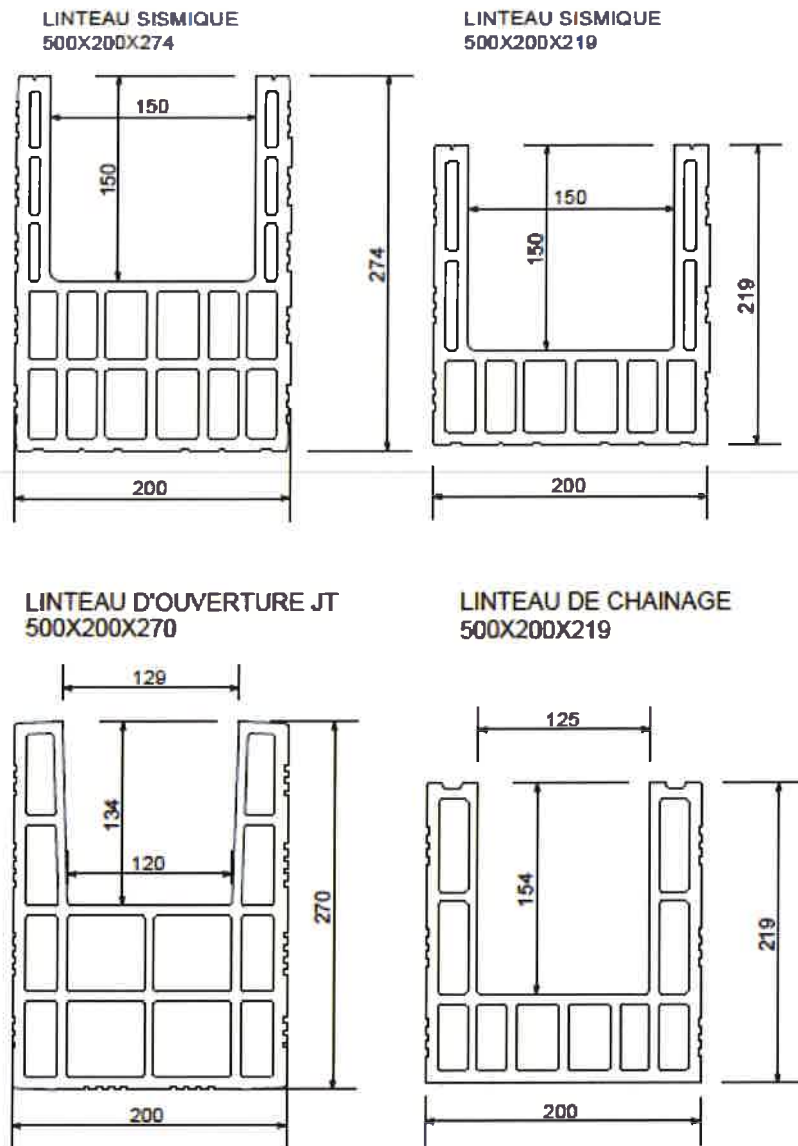 LINTEAU SISMIQUE
500X200X274
150
150
274
200
LINTEAU SISMIQUE
500X200X219
150
150
219
200
LINTEAU D'OUVERTURE JT
500X200X270
129
134
120
270
200
LINTEAU DE CHAINAGE
500X200X219
125
154
219
200